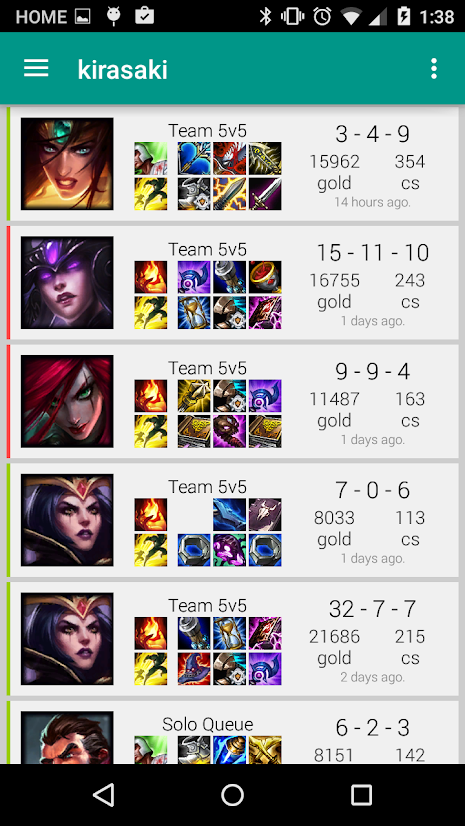 HOME 1:38
kirasaki
Team 5v5
3 - 4 - 9
15962 354
gold cs
14 hours ago.
Team 5v5
15 - 11 - 10
16755 243
gold cs
1 days ago.
Team 5v5
9 - 9 - 4
11487 163
gold cs
1 days ago.
Team 5v5
7 - 0 - 6
8033 113
gold cs
1 days ago.
Team 5v5
32 - 7 - 7
21686 215
gold cs
2 days ago.
Solo Queue
6 - 2 - 3
8151 142